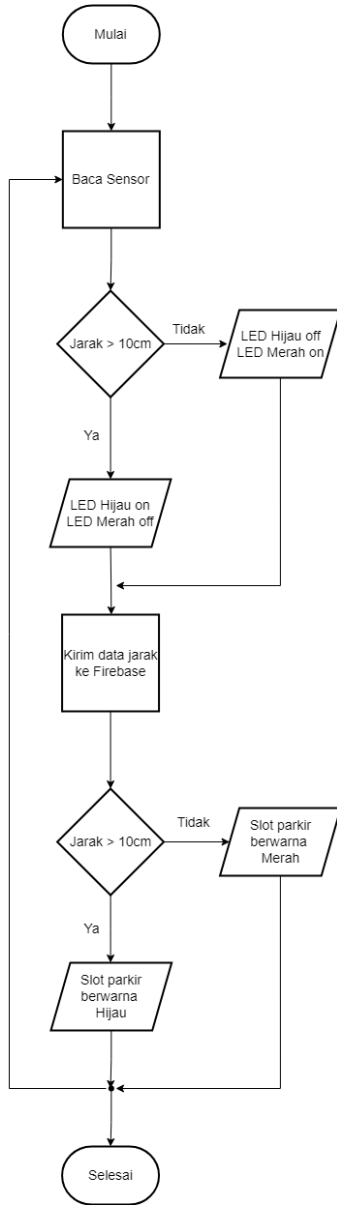 Mulai
Baca Sensor
Jarak > 10cm
Tidak
LED Hijau off
LED Merah on
Ya
LED Hijau on
LED Merah off
Kirim data jarak
ke Firebase
Jarak > 10cm
Tidak
Slot parkir
berwarna
Merah
Ya
Slot parkir
berwarna
Hijau
Selesai